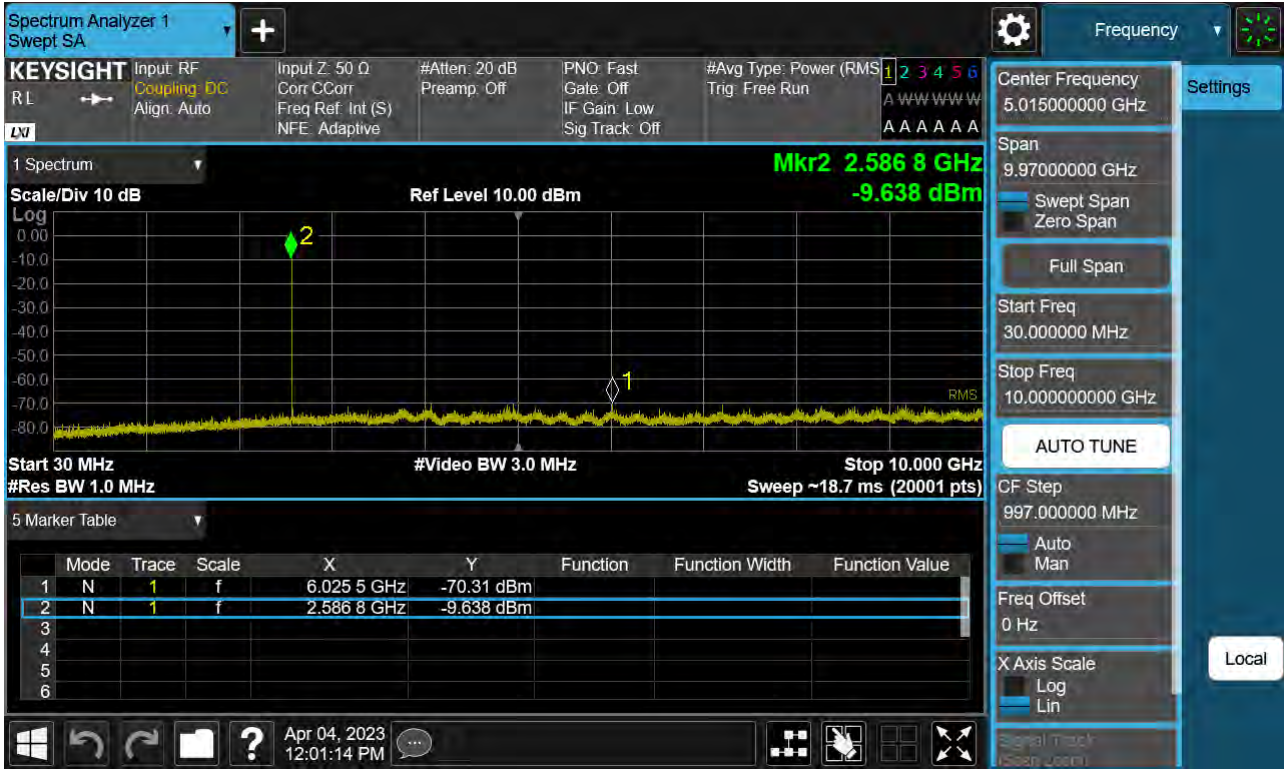 Spectrum Analyzer 1
Swept SA
+
Frequency
KEYSIGHT
RL
LXI
Input: RF
Coupling: DC
Align: Auto
Input Z: 50 Ω
Corr CCorr
Freq Ref: Int (S)
NFE: Adaptive
#Atten: 20 dB
Preamp: Off
PNO: Fast
Gate: Off
IF Gain: Low
Sig Track: Off
#Avg Type: Power (RMS
Trig: Free Run
1 2 3 4 5 6
A W W W W W
A A A A A A
1 Spectrum
Mkr2 2.586 8 GHz
Scale/Div 10 dB
Ref Level 10.00 dBm
-9.638 dBm
Log
0.00
-10.0
-20.0
-30.0
-40.0
-50.0
-60.0
-70.0
-80.0
2
1
RMS
Start 30 MHz
#Video BW 3.0 MHz
Stop 10.000 GHz
#Res BW 1.0 MHz
Sweep ~18.7 ms (20001 pts)
5 Marker Table
Mode Trace Scale X Y Function Function Width Function Value
1 N 1 f 6.025 5 GHz -70.31 dBm
2 N 1 f 2.586 8 GHz -9.638 dBm
3
4
5
6
Center Frequency
5.015000000 GHz
Settings
Span
9.97000000 GHz
Swept Span
Zero Span
Full Span
Start Freq
30.000000 MHz
Stop Freq
10.000000000 GHz
AUTO TUNE
CF Step
997.000000 MHz
Auto
Man
Freq Offset
0 Hz
X Axis Scale
Log
Lin
Local
Signal Track
(Span Zoom)
?
Apr 04, 2023
12:01:14 PM